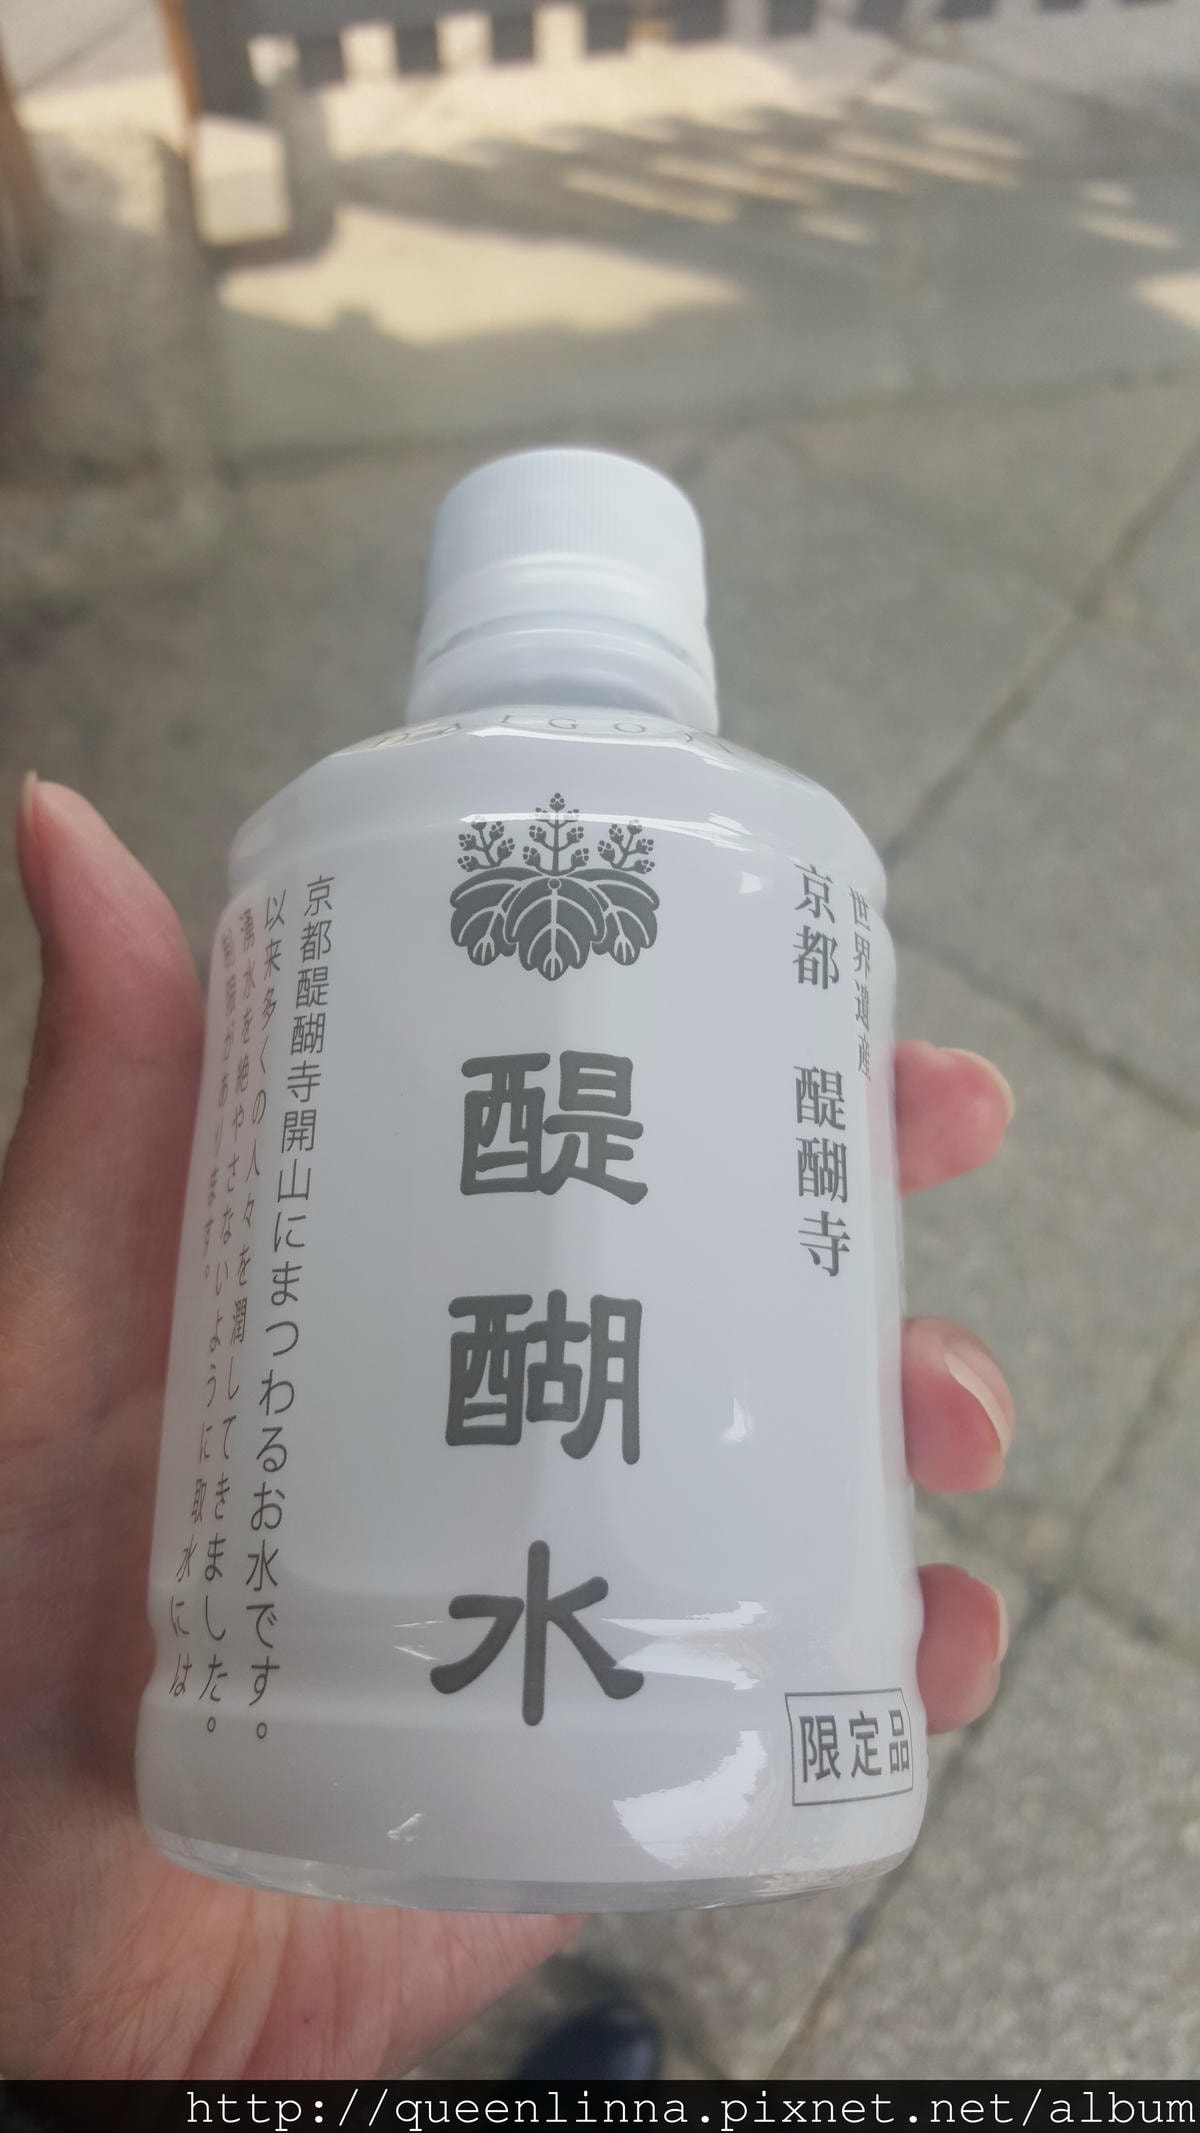 DAIGOJI
世界遺産
京都 醍醐寺
醍醐水
限定品
京都醍醐寺開山にまつわるお水です。
以来多くの人々を潤してきました。
湧水を絶やさないように取水には
制限があります。
http://queenlinna.pixnet.net/album